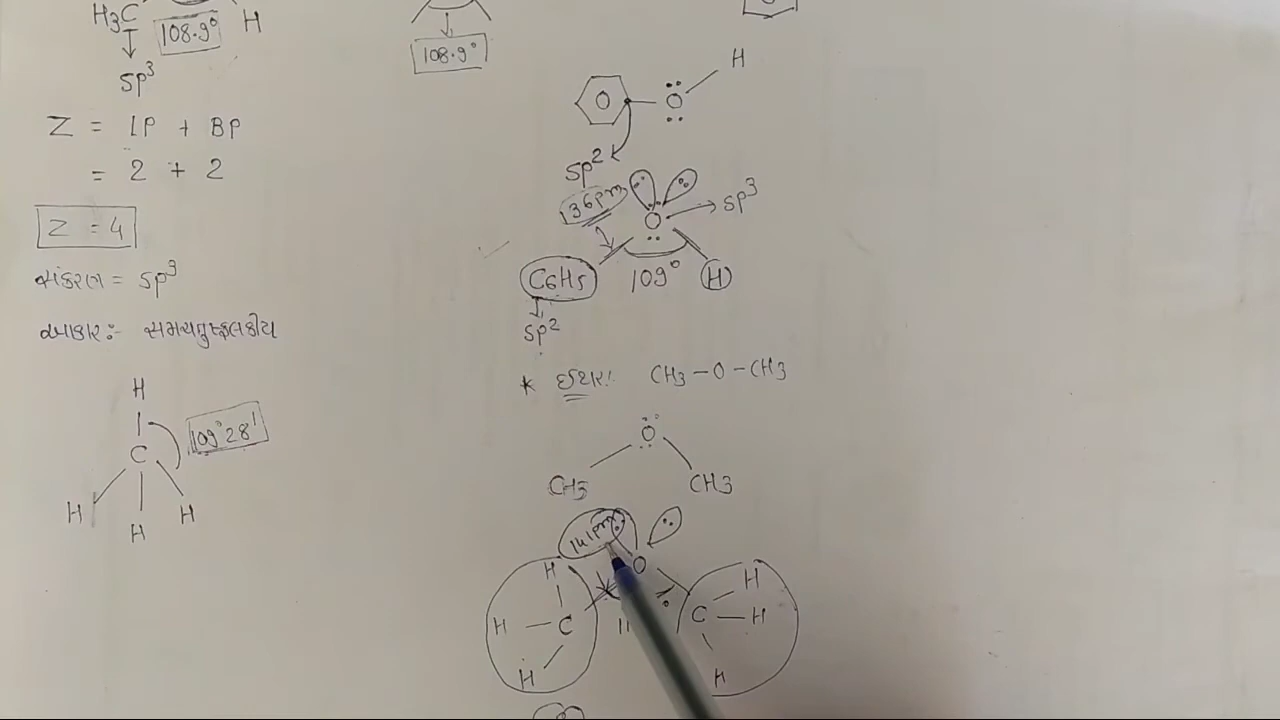 H3C 108.9° H
sp3
Z = lp + Bp
= 2 + 2
Z = 4
સંકરણ = sp3
આકાર:- સમચતુષ્ફલકીય
H
C 109°28'
H H H
108.9°
O O H
sp2
136pm O sp3
C6H5 109° H
sp2
* ઈથર: CH3 - O - CH3
O
CH3 CH3
141pm O
H H
H C 11 C H
H H